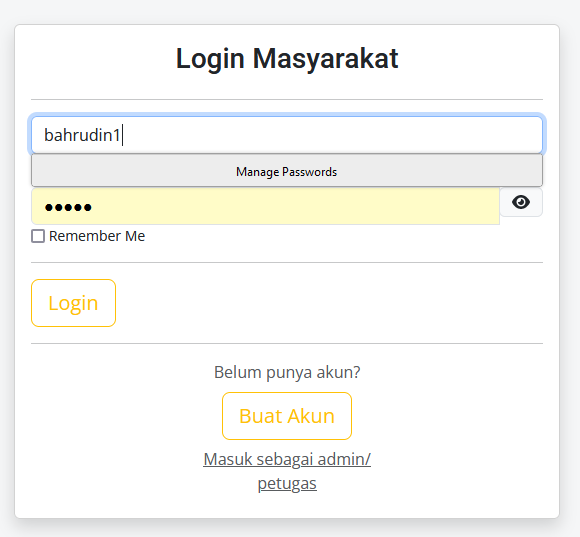 Login Masyarakat
bahrudin1
Manage Passwords
●●●●●
Remember Me
Login
Belum punya akun?
Buat Akun
Masuk sebagai admin/
petugas